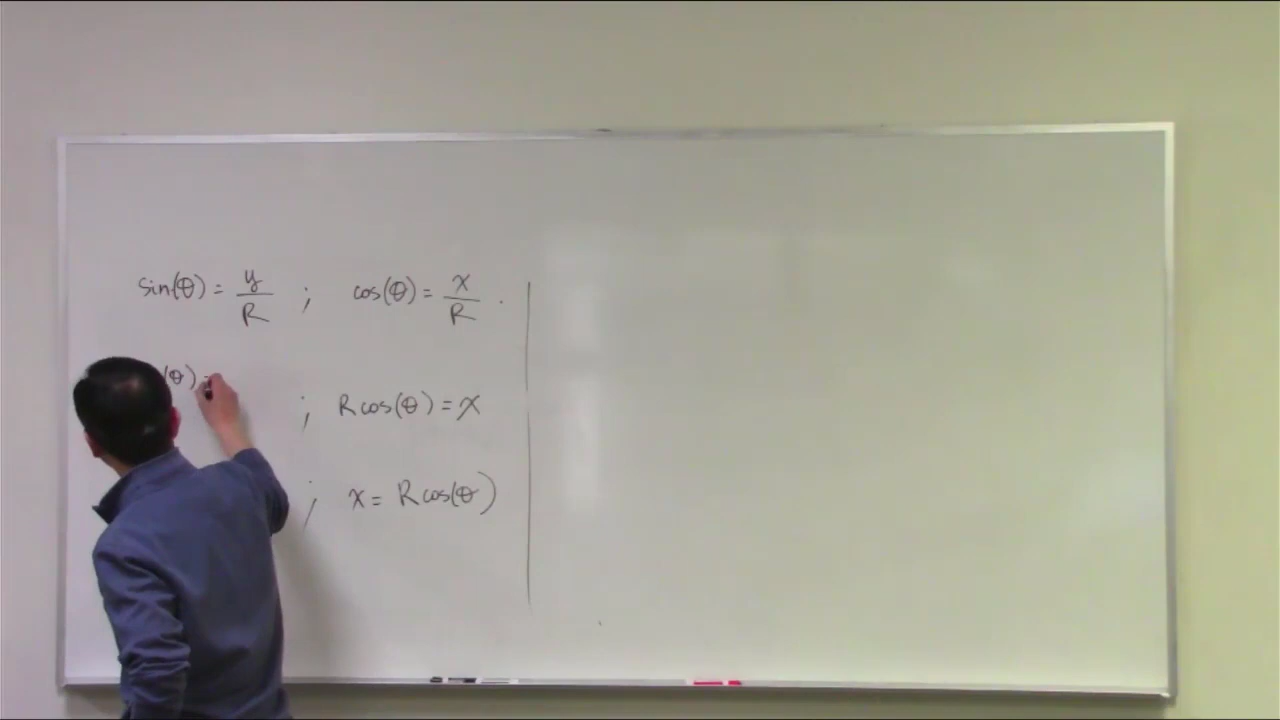 sin(θ) = y/R ; cos(θ) = x/R .
(θ) = ; R cos(θ) = x
; x = R cos(θ)